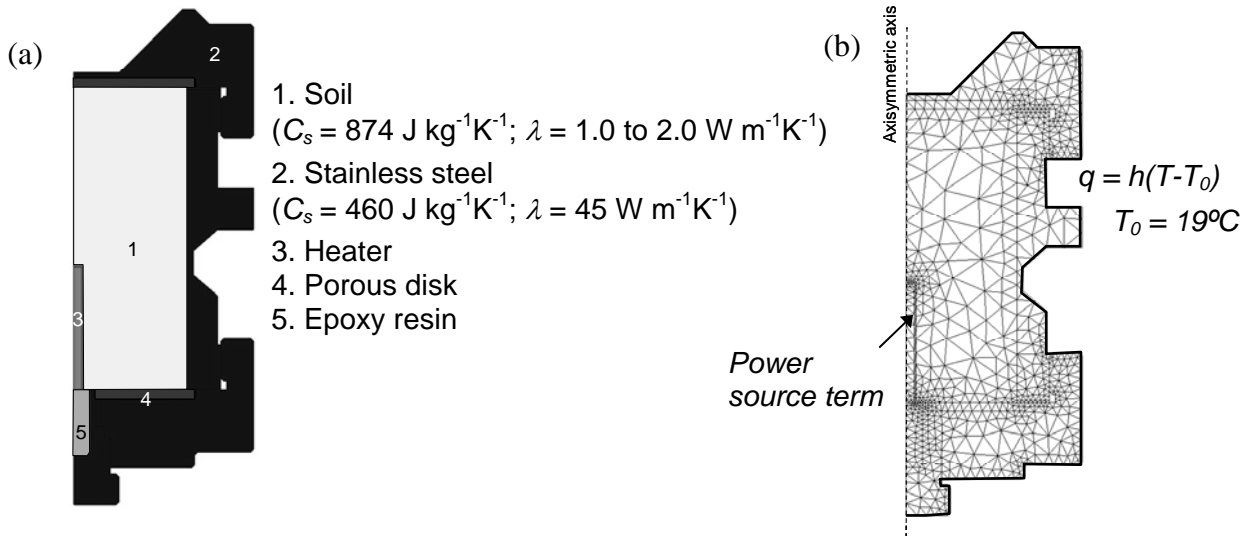 (a)
2
1
3
4
5
1. Soil
(Cₛ = 874 J kg⁻¹K⁻¹; λ = 1.0 to 2.0 W m⁻¹K⁻¹)
2. Stainless steel
(Cₛ = 460 J kg⁻¹K⁻¹; λ = 45 W m⁻¹K⁻¹)
3. Heater
4. Porous disk
5. Epoxy resin
(b)
Axisymmetric axis
q = h(T-T₀)
T₀ = 19ºC
Power
source term